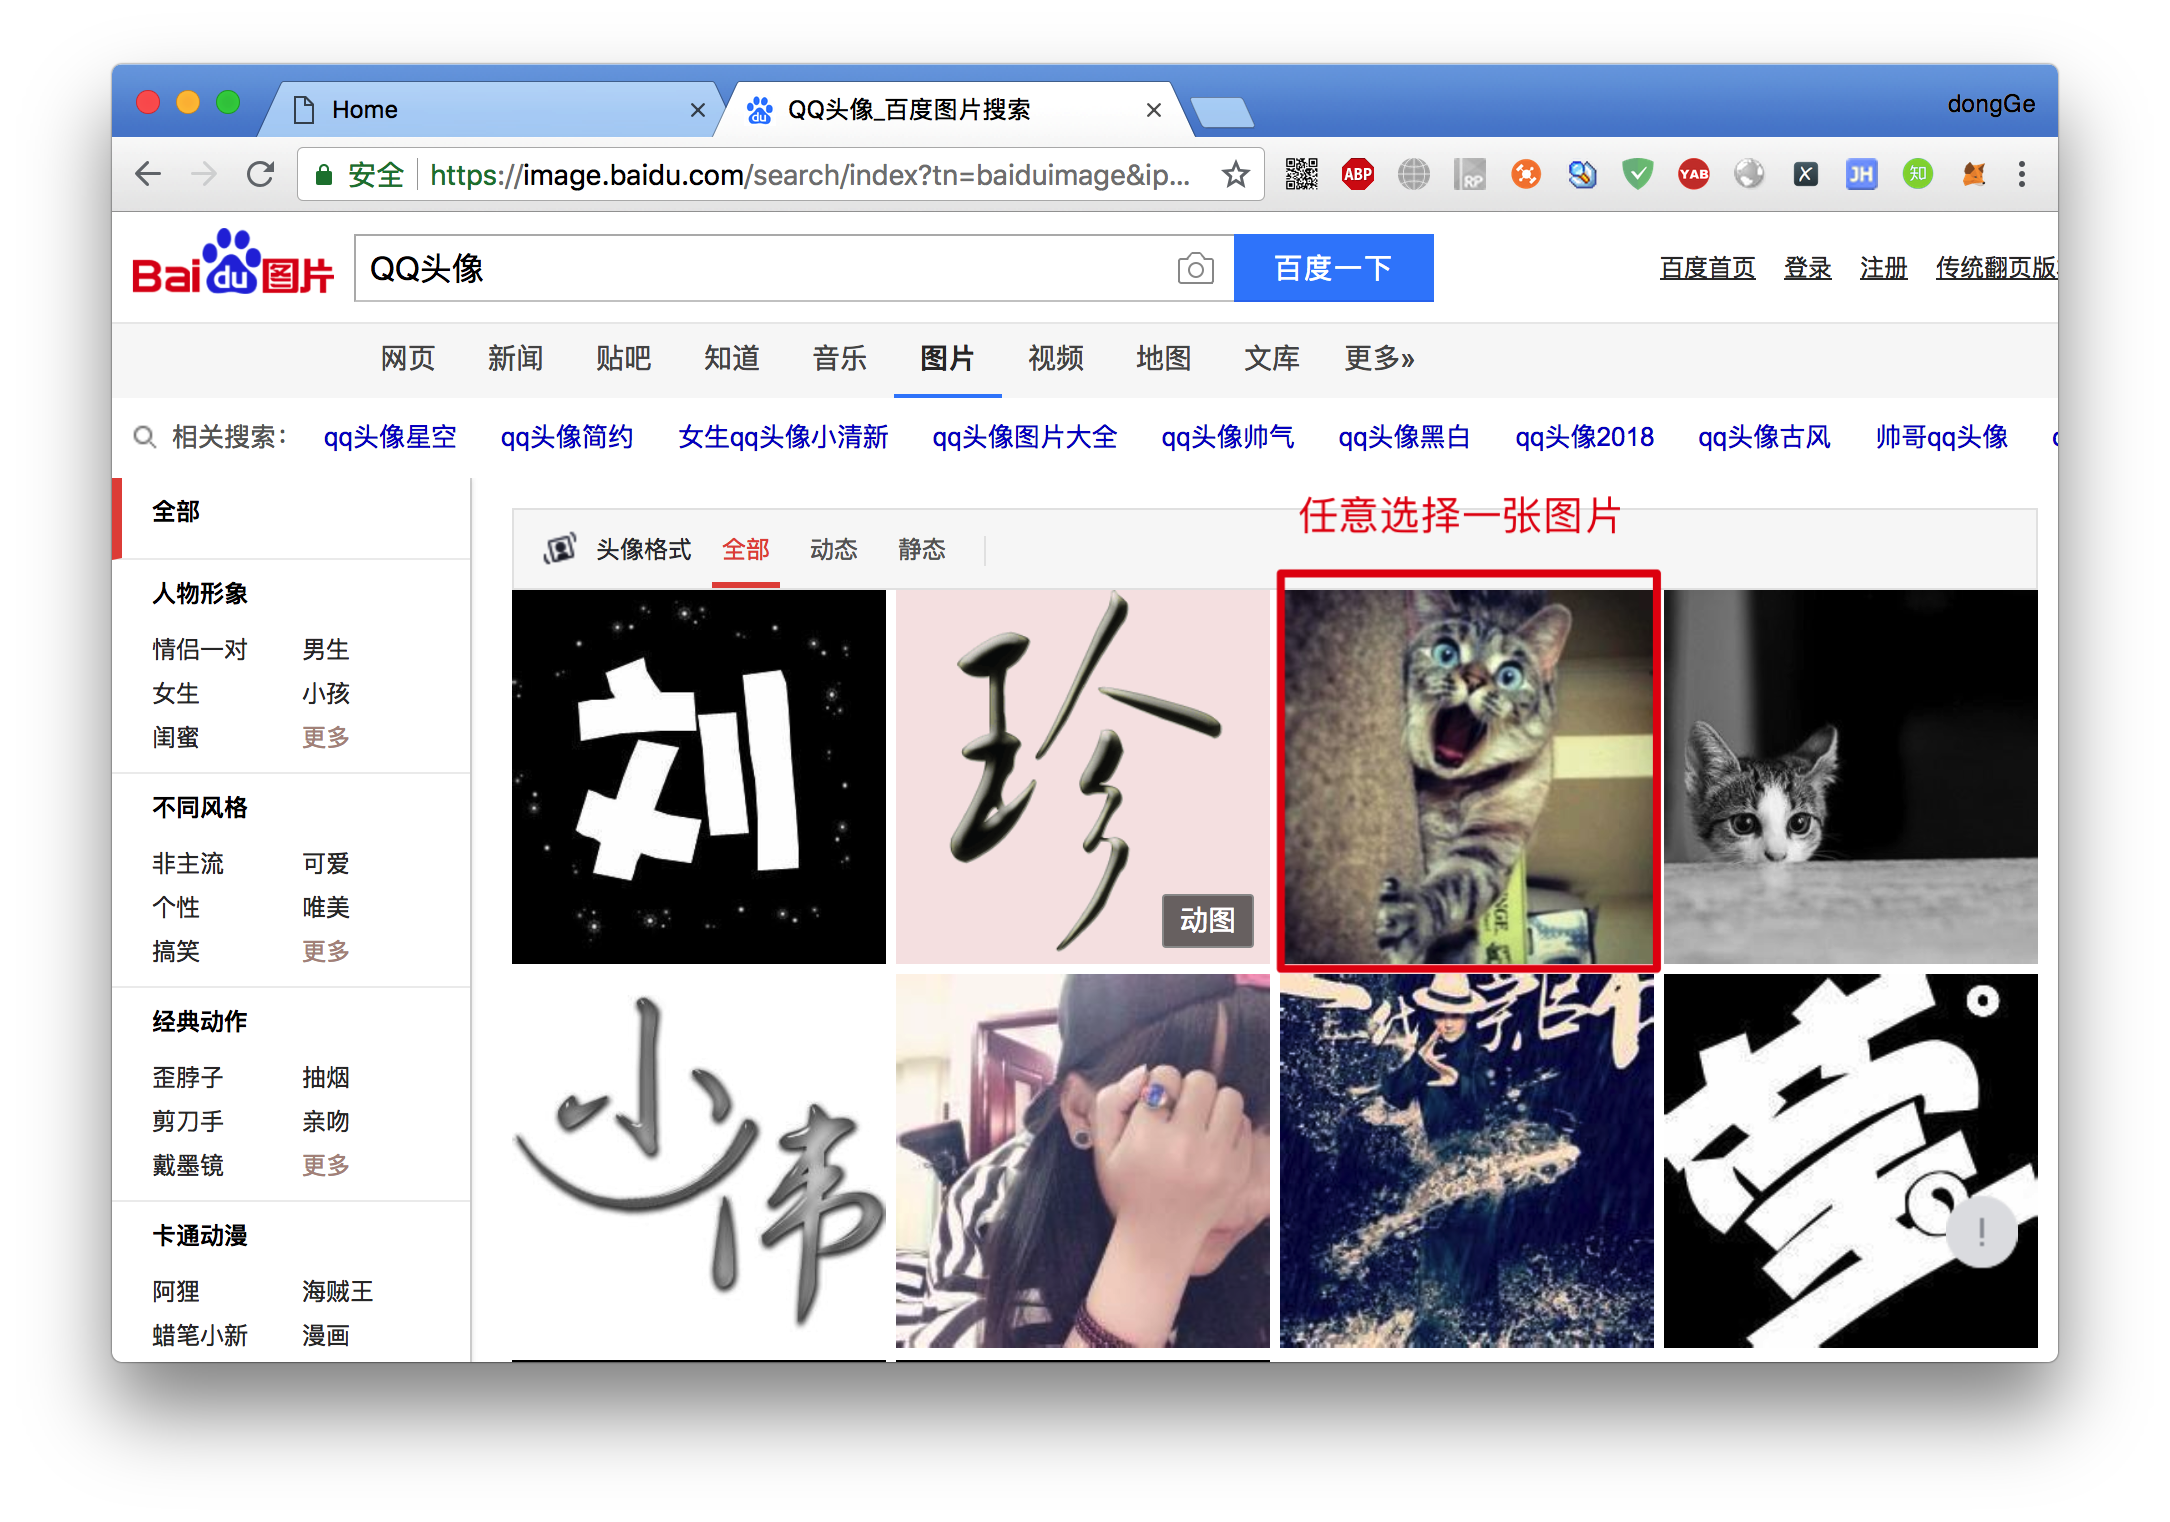 Home
QQ头像_百度图片搜索
dongGe
安全 https://image.baidu.com/search/index?tn=baiduimage&ip...
ABP
RP
YAB
X
JH
知
Bai du 图片
QQ头像
百度一下
百度首页 登录 注册 传统翻页版
网页 新闻 贴吧 知道 音乐 图片 视频 地图 文库 更多»
相关搜索: qq头像星空 qq头像简约 女生qq头像小清新 qq头像图片大全 qq头像帅气 qq头像黑白 qq头像2018 qq头像古风 帅哥qq头像
全部
人物形象
情侣一对 男生
女生 小孩
闺蜜 更多
不同风格
非主流 可爱
个性 唯美
搞笑 更多
经典动作
歪脖子 抽烟
剪刀手 亲吻
戴墨镜 更多
卡通动漫
阿狸 海贼王
蜡笔小新 漫画
任意选择一张图片
头像格式 全部 动态 静态
刘
珍
动图
小伟
!